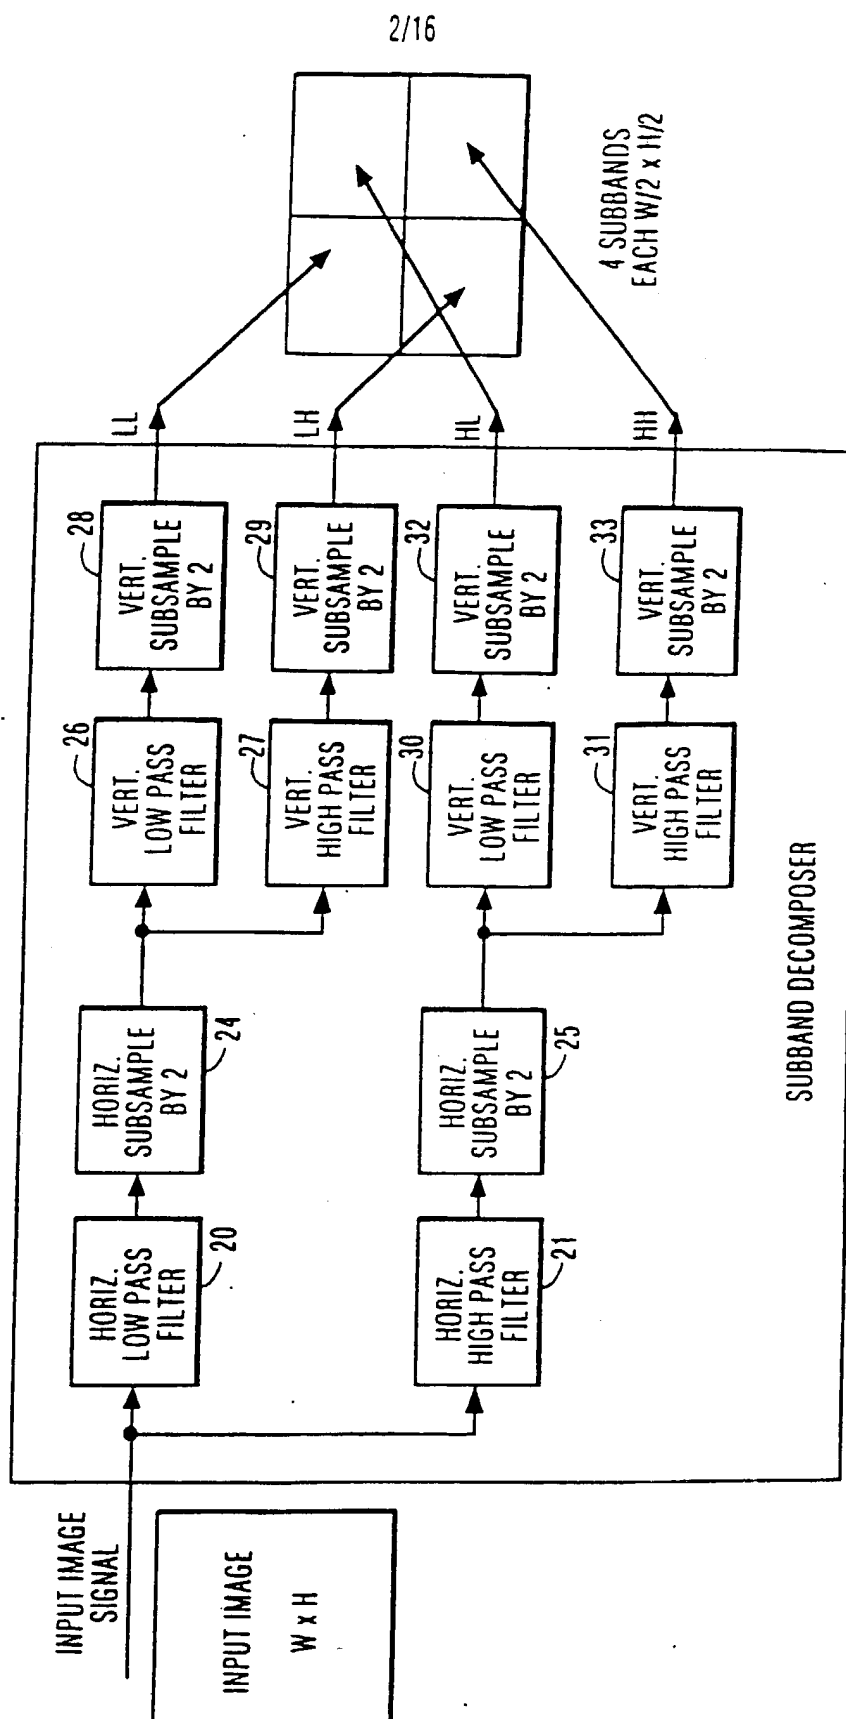 2/16
INPUT IMAGE
SIGNAL
INPUT IMAGE
W x H
HORIZ.
LOW PASS
FILTER
20
HORIZ.
SUBSAMPLE
BY 2
24
VERT.
LOW PASS
FILTER
26
VERT.
SUBSAMPLE
BY 2
28
LL
VERT.
HIGH PASS
FILTER
27
VERT.
SUBSAMPLE
BY 2
29
LH
HORIZ.
HIGH PASS
FILTER
21
HORIZ.
SUBSAMPLE
BY 2
25
VERT.
LOW PASS
FILTER
30
VERT.
SUBSAMPLE
BY 2
32
HL
VERT.
HIGH PASS
FILTER
31
VERT.
SUBSAMPLE
BY 2
33
HH
4 SUBBANDS
EACH W/2 x H/2
SUBBAND DECOMPOSER